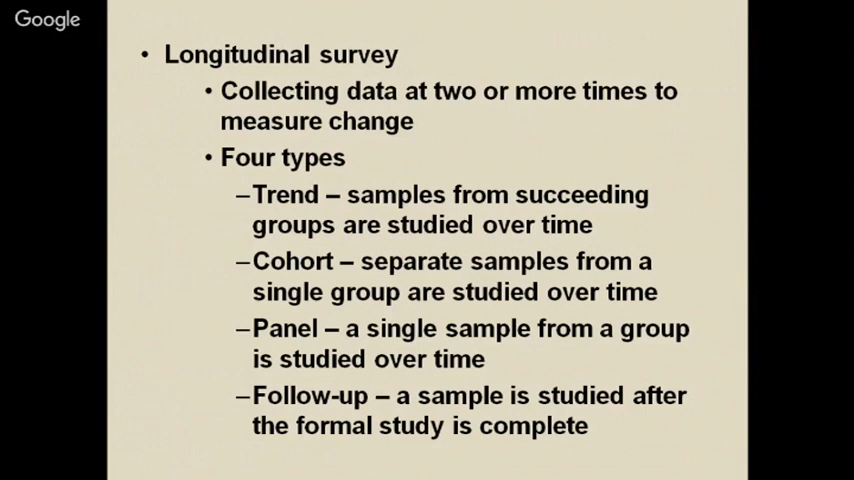 Google
• Longitudinal survey
• Collecting data at two or more times to
measure change
• Four types
–Trend – samples from succeeding
groups are studied over time
–Cohort – separate samples from a
single group are studied over time
–Panel – a single sample from a group
is studied over time
–Follow-up – a sample is studied after
the formal study is complete